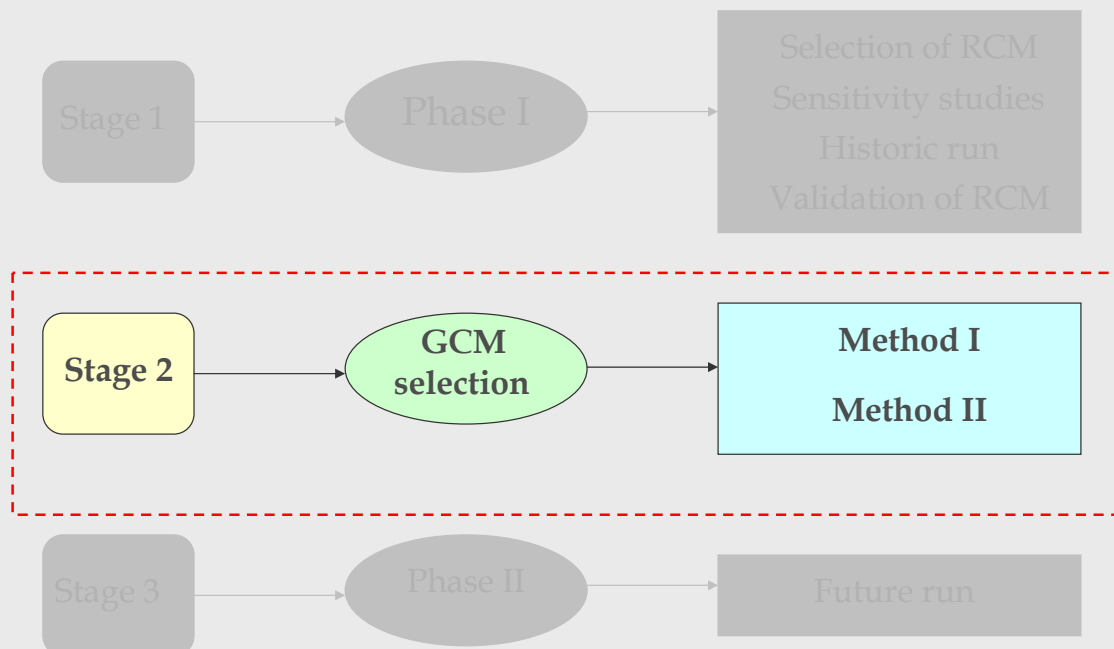 Stage 1
Phase I
Selection of RCM
Sensitivity studies
Historic run
Validation of RCM
Stage 2
GCM
selection
Method I
Method II
Stage 3
Phase II
Future run